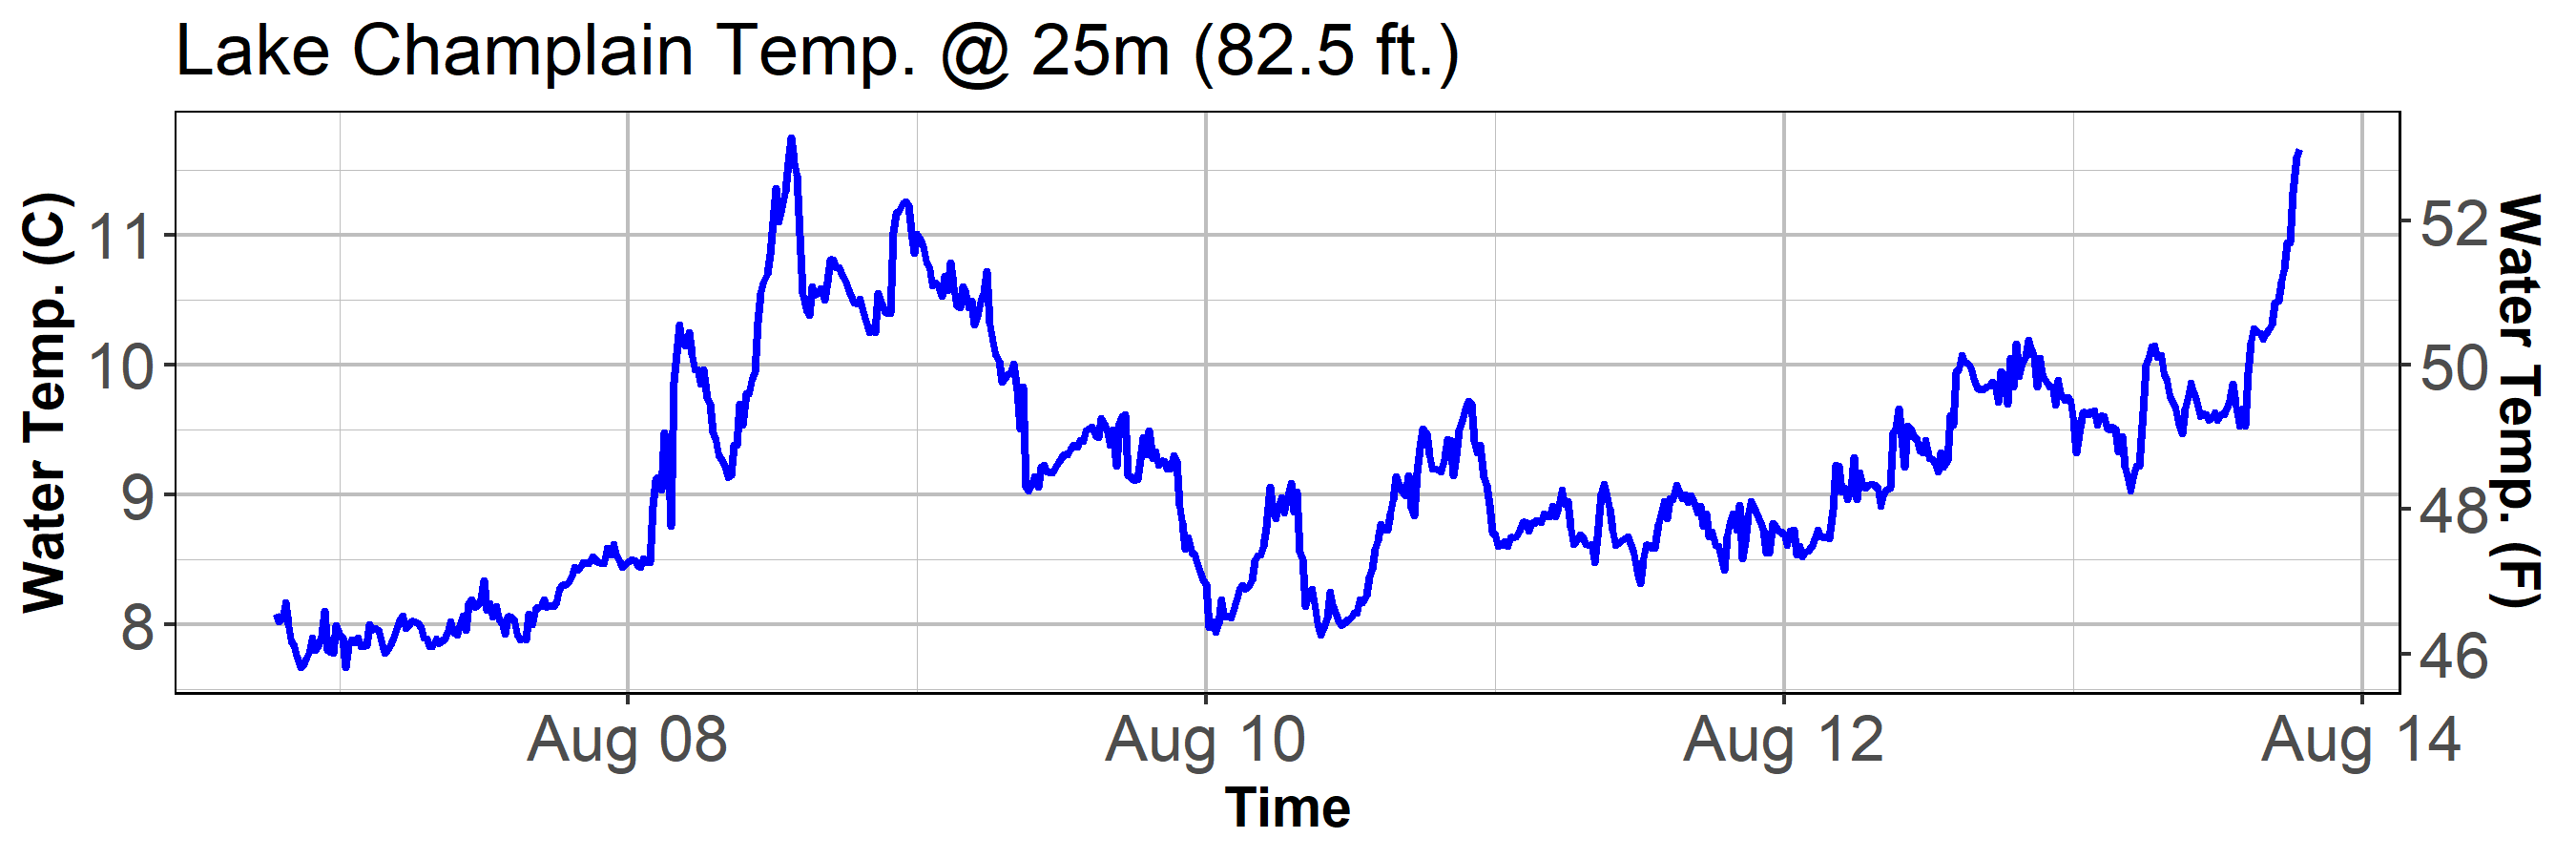 Lake Champlain Temp. @ 25m (82.5 ft.)
Water Temp. (C)
11
10
9
8
52
50
48
46
Water Temp. (F)
Aug 08
Aug 10
Aug 12
Aug 14
Time